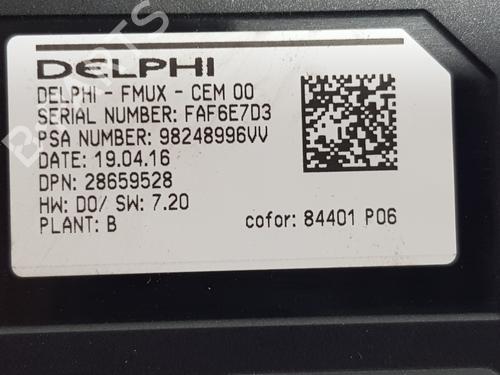 DELPHI
DELPHI - FMUX - CEM 00
SERIAL NUMBER: FAF6E7D3
PSA NUMBER: 98248996VV
DATE: 19.04.16
DPN: 28659528
HW: D0/ SW: 7.20
PLANT: B
cofor: 84401 P06